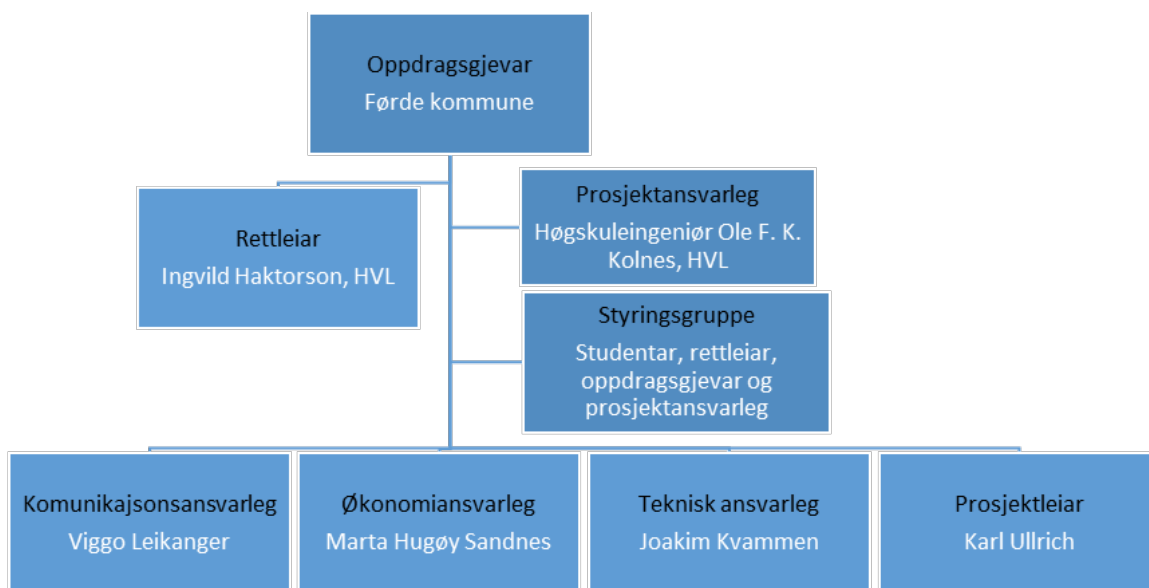 Oppdragsgjevar
Førde kommune
Prosjektansvarleg
Høgskuleingeniør Ole F. K.
Kolnes, HVL
Rettleiar
Ingvild Haktorson, HVL
Styringsgruppe
Studentar, rettleiar,
oppdragsgjevar og
prosjektansvarleg
Komunikajsonsansvarleg
Viggo Leikanger
Økonomiansvarleg
Marta Hugøy Sandnes
Teknisk ansvarleg
Joakim Kvammen
Prosjektleiar
Karl Ullrich